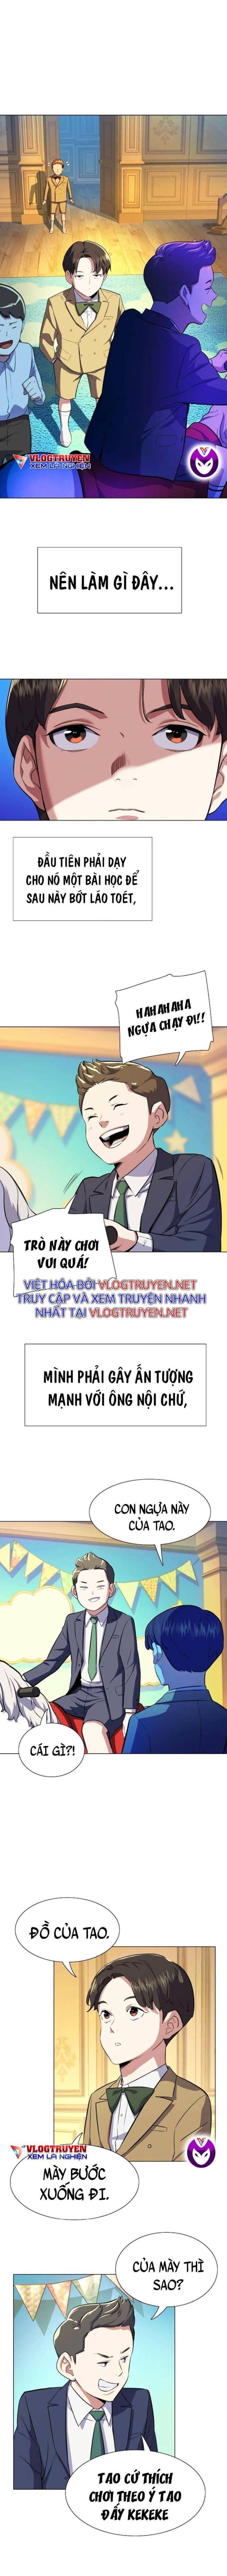 VLOGTRUYEN
XEM LÀ NGHIỆN
NÊN LÀM GÌ ĐÂY...
ĐẦU TIÊN PHẢI DẠY
CHO NÓ MỘT BÀI HỌC ĐỂ
SAU NÀY BỚT LÁO TOÉT,
HAHAHAHA
NGỰA CHẠY ĐI!!
TRÒ NÀY CHƠI
VUI QUÁ!
VIỆT HÓA BỞI VLOGTRUYEN.NET
TRUY CẬP VÀ XEM TRUYỆN NHANH
NHẤT TẠI VLOGTRUYEN.NET
MÌNH PHẢI GÂY ẤN TƯỢNG
MẠNH VỚI ÔNG NỘI CHỨ,
CON NGỰA NÀY
CỦA TAO.
CÁI GÌ?!
ĐỒ CỦA TAO.
VLOGTRUYEN
XEM LÀ NGHIỆN
MÀY BƯỚC
XUỐNG ĐI.
CỦA MÀY THÌ
SAO?
TAO CỨ THÍCH
CHƠI THEO Ý TAO
ĐẤY KEKEKE